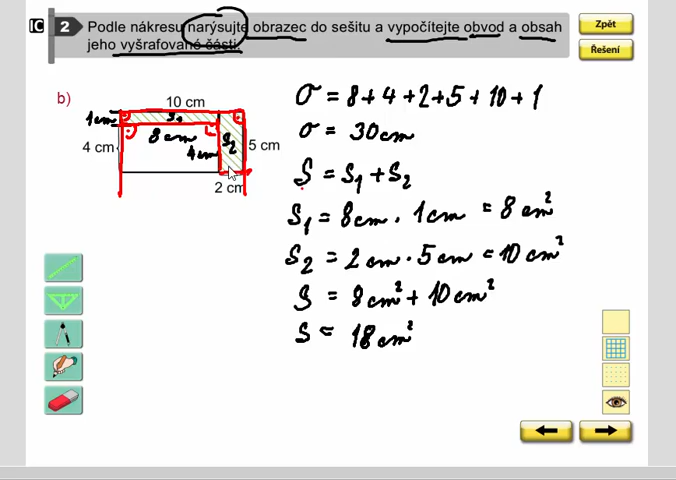 2 Podle nákresu narýsujte obrazec do sešitu a vypočítejte obvod a obsah
jeho vyšrafované části.
Zpět
Řešení
b)
10 cm
1cm
S₁
8cm
4 cm
4cm
S₂
5 cm
2 cm
σ = 8+4+2+5+10+1
σ = 30cm
S = S₁ + S₂
S₁ = 8cm . 1cm = 8 cm²
S₂ = 2 cm . 5 cm = 10 cm²
S = 8cm² + 10cm²
S = 18cm²